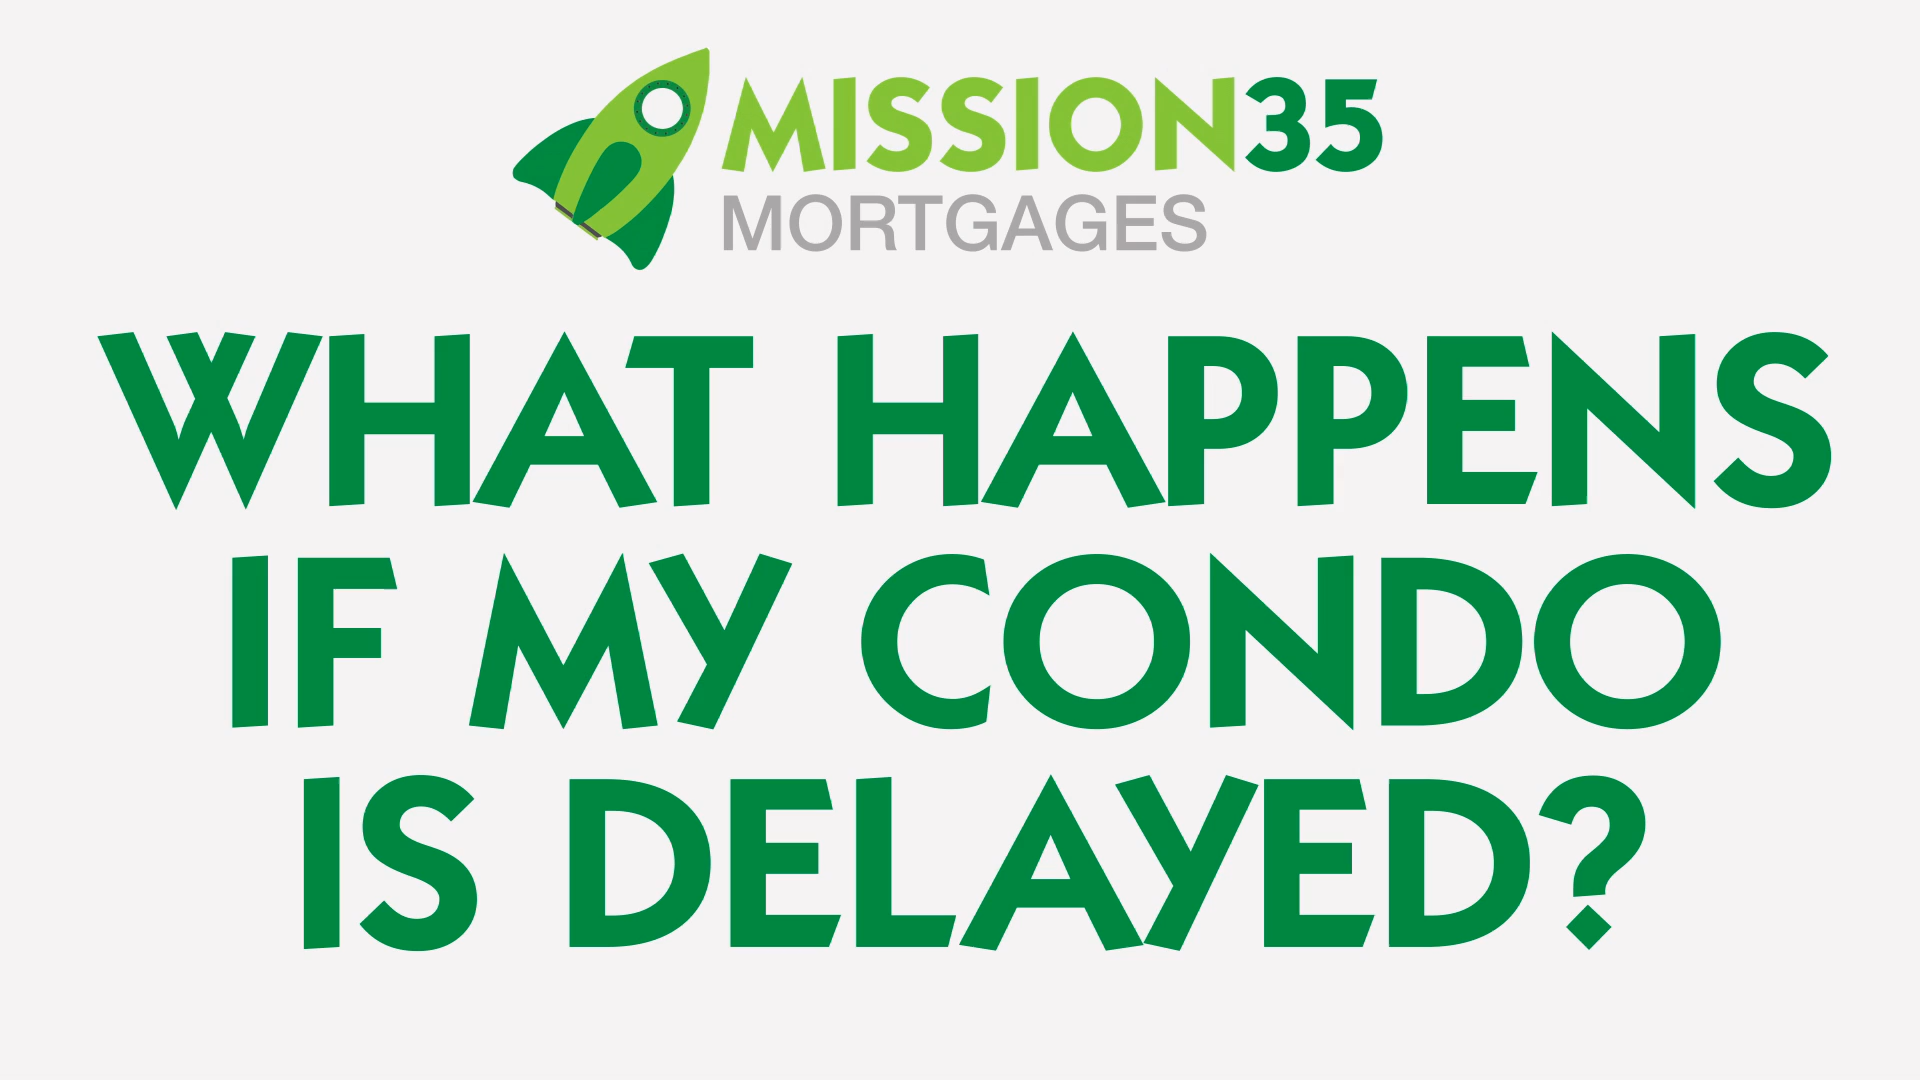 MISSION35
MORTGAGES
WHAT HAPPENS
IF MY CONDO
IS DELAYED?